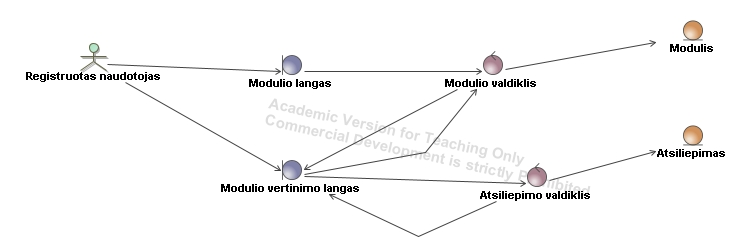 Modulis
Registruotas naudotojas
Modulio langas
Modulio valdiklis
Academic Version for Teaching Only
Commercial Development is strictly Prohibited
Atsiliepimas
Modulio vertinimo langas
Atsiliepimo valdiklis